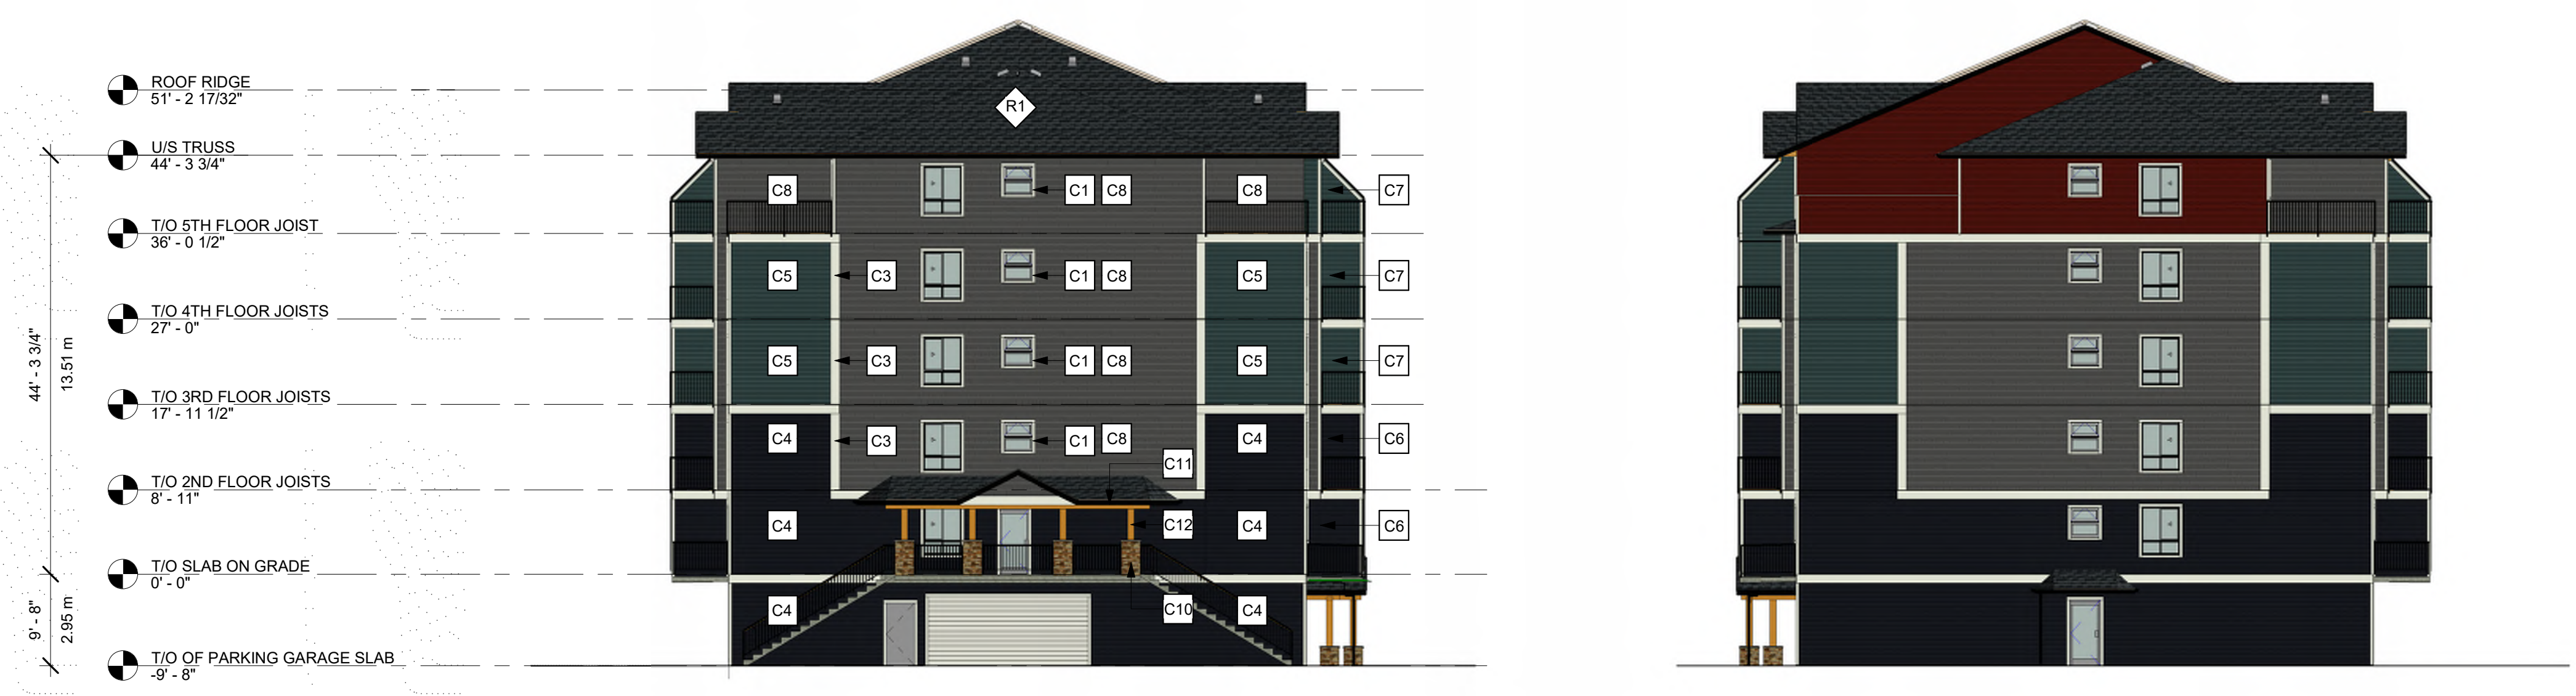 ROOF RIDGE
51' - 2 17/32"
U/S TRUSS
44' - 3 3/4"
T/O 5TH FLOOR JOIST
36' - 0 1/2"
T/O 4TH FLOOR JOISTS
27' - 0"
T/O 3RD FLOOR JOISTS
17' - 11 1/2"
T/O 2ND FLOOR JOISTS
8' - 11"
T/O SLAB ON GRADE
0' - 0"
T/O OF PARKING GARAGE SLAB
-9' - 8"
44' - 3 3/4"
13.51 m
9' - 8"
2.95 m
R1
C8 C1 C8 C8 C7
C5 C3 C1 C8 C5 C7
C5 C3 C1 C8 C5 C7
C4 C3 C1 C8 C4 C6
C11
C4 C12 C4 C6
C4 C10 C4